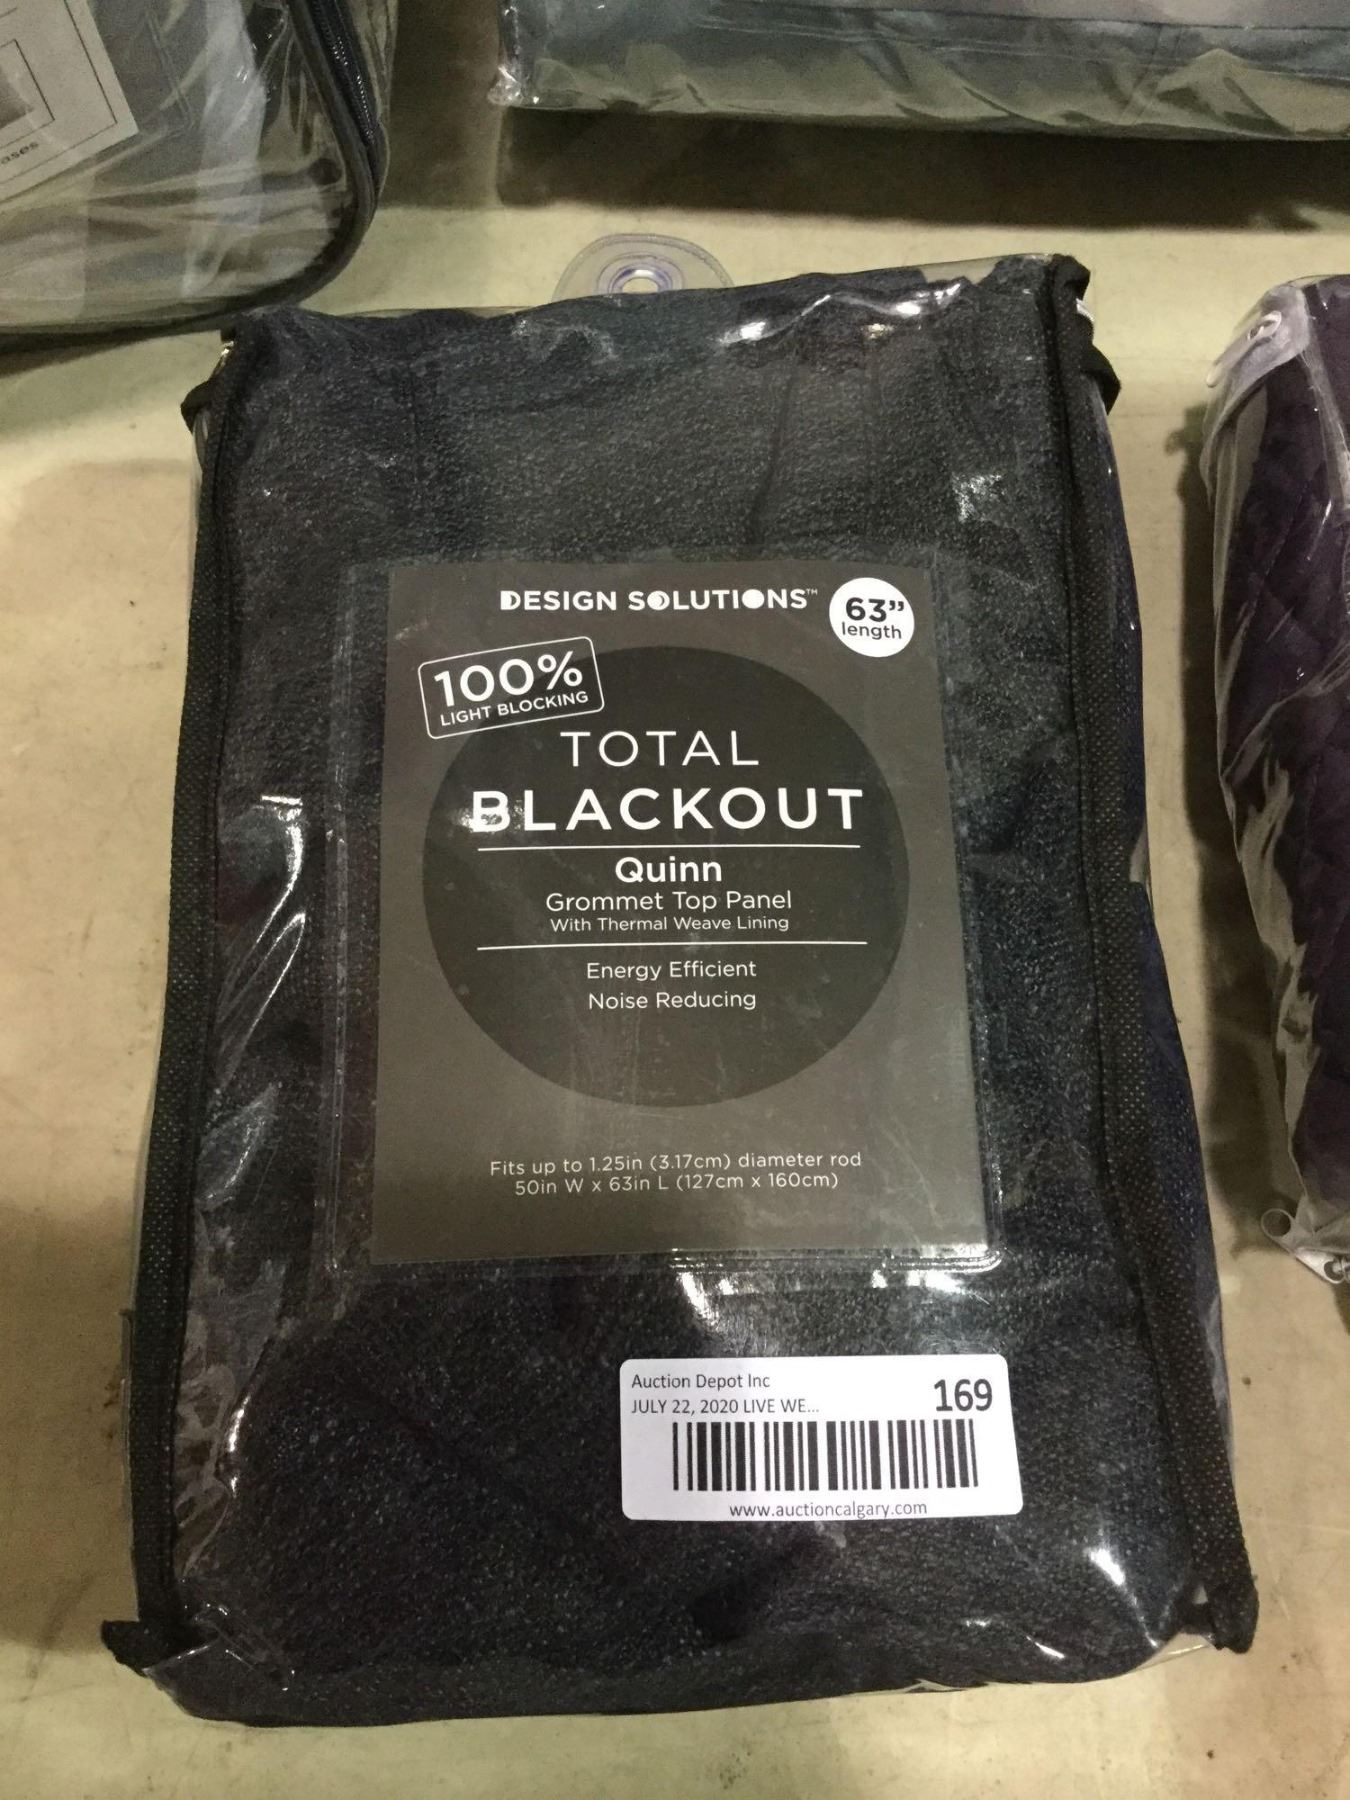 ases
DESIGN SOLUTIONS™
63”
length
100%
LIGHT BLOCKING
TOTAL
BLACKOUT
Quinn
Grommet Top Panel
With Thermal Weave Lining
Energy Efficient
Noise Reducing
Fits up to 1.25in (3.17cm) diameter rod
50in W x 63in L (127cm x 160cm)
Auction Depot Inc
169
JULY 22, 2020 LIVE WE...
www.auctioncalgary.com